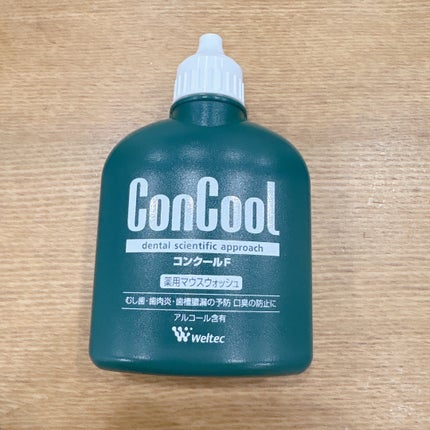 ConCool
dental scientific approach
コンクールF
薬用マウスウォッシュ
むし歯・歯肉炎・歯槽膿漏の予防 口臭の防止に
アルコール含有
Weltec